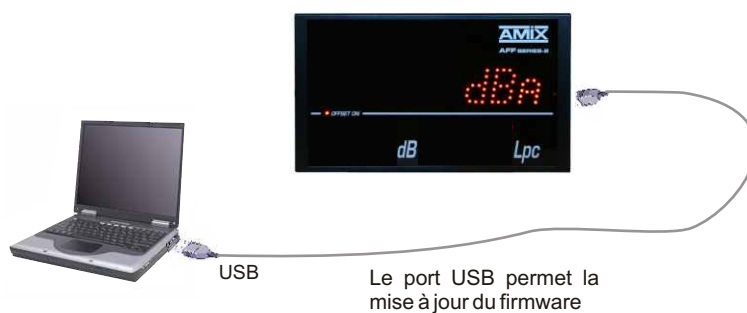 AMIX
AFF SERIES-II
dBA
OFFSET ON
dB Lpc
USB
Le port USB permet la
mise à jour du firmware